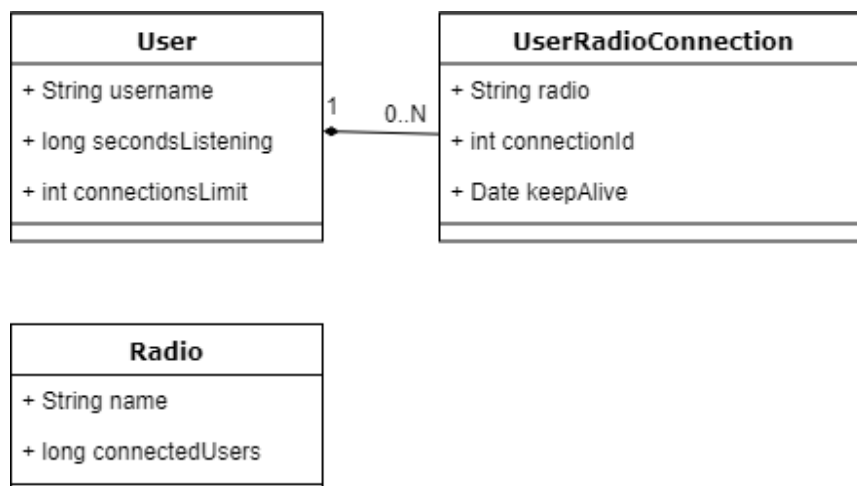 User
+ String username
+ long secondsListening
+ int connectionsLimit
1
0..N
UserRadioConnection
+ String radio
+ int connectionId
+ Date keepAlive
Radio
+ String name
+ long connectedUsers